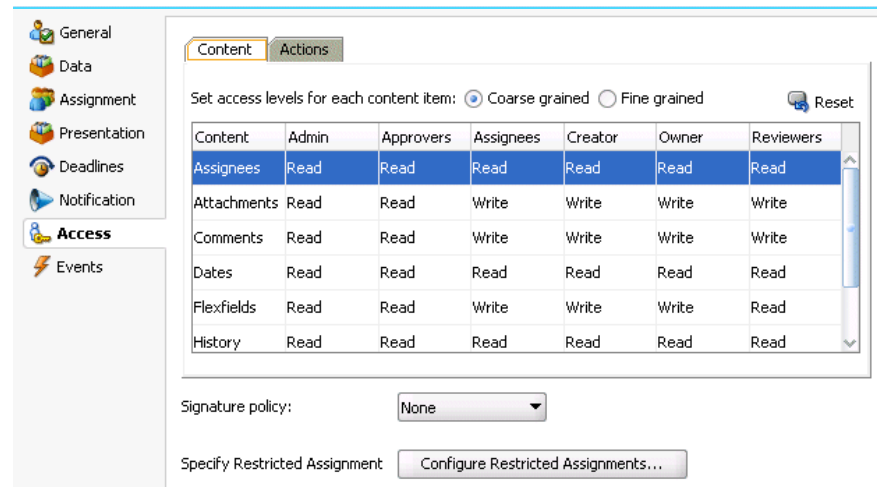 General
Data
Assignment
Presentation
Deadlines
Notification
Access
Events
Content Actions
Set access levels for each content item: Coarse grained Fine grained Reset
Content Admin Approvers Assignees Creator Owner Reviewers
Assignees Read Read Read Read Read Read
Attachments Read Read Write Write Write Write
Comments Read Read Write Write Write Write
Dates Read Read Read Read Read Read
Flexfields Read Read Write Write Write Read
History Read Read Read Read Read Read
Signature policy: None
Specify Restricted Assignment Configure Restricted Assignments...